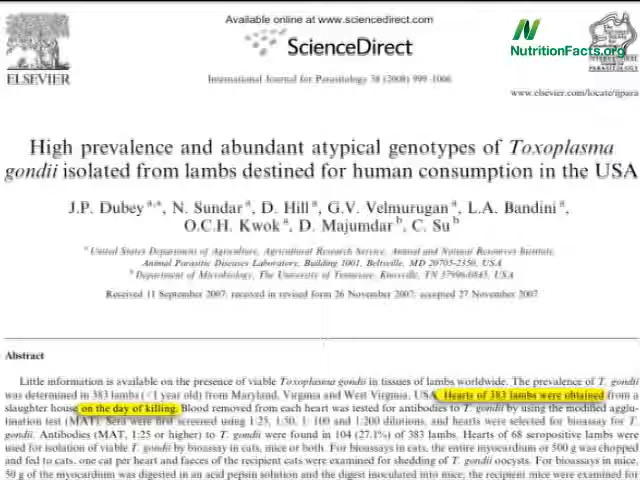 Available online at www.sciencedirect.com
ScienceDirect
NutritionFacts.org
ELSEVIER
International Journal for Parasitology 38 (2008) 999-1006
www.elsevier.com/locate/ijpara
High prevalence and abundant atypical genotypes of Toxoplasma
gondii isolated from lambs destined for human consumption in the USA
J.P. Dubey a,*, N. Sundar a, D. Hill a, G.V. Velmurugan a, L.A. Bandini a,
O.C.H. Kwok a, D. Majumdar b, C. Su b
a United States Department of Agriculture, Agricultural Research Service, Animal and Natural Resources Institute,
Animal Parasitic Diseases Laboratory, Building 1001, Beltsville, MD 20705-2350, USA
b Department of Microbiology, The University of Tennessee, Knoxville, TN 37996-0845, USA
Received 11 September 2007; received in revised form 26 November 2007; accepted 27 November 2007
Abstract
Little information is available on the presence of viable Toxoplasma gondii in tissues of lambs worldwide. The prevalence of T. gondii
was determined in 383 lambs (<1 year old) from Maryland, Virginia and West Virginia, USA. Hearts of 383 lambs were obtained from a
slaughter house on the day of killing. Blood removed from each heart was tested for antibodies to T. gondii by using the modified agglu-
tination test (MAT). Sera were first screened using 1:25, 1:50, 1:100 and 1:200 dilutions, and hearts were selected for bioassay for T.
gondii. Antibodies (MAT, 1:25 or higher) to T. gondii were found in 104 (27.1%) of 383 lambs. Hearts of 68 seropositive lambs were
used for isolation of viable T. gondii by bioassay in cats, mice or both. For bioassays in cats, the entire myocardium or 500 g was chopped
and fed to cats, one cat per heart and faeces of the recipient cats were examined for shedding of T. gondii oocysts. For bioassays in mice,
50 g of the myocardium was digested in an acid pepsin solution and the digest inoculated into mice; the recipient mice were examined for